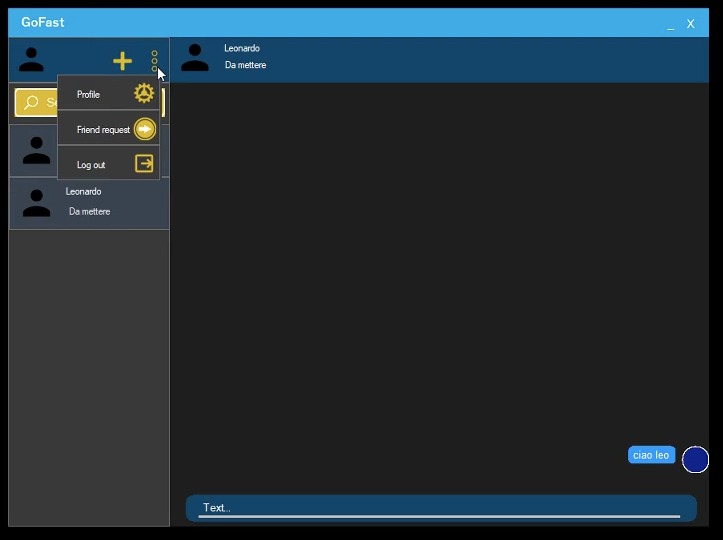 GoFast
_ X
Leonardo
Da mettere
Profile
Friend request
Log out
Leonardo
Da mettere
ciao leo
Text...